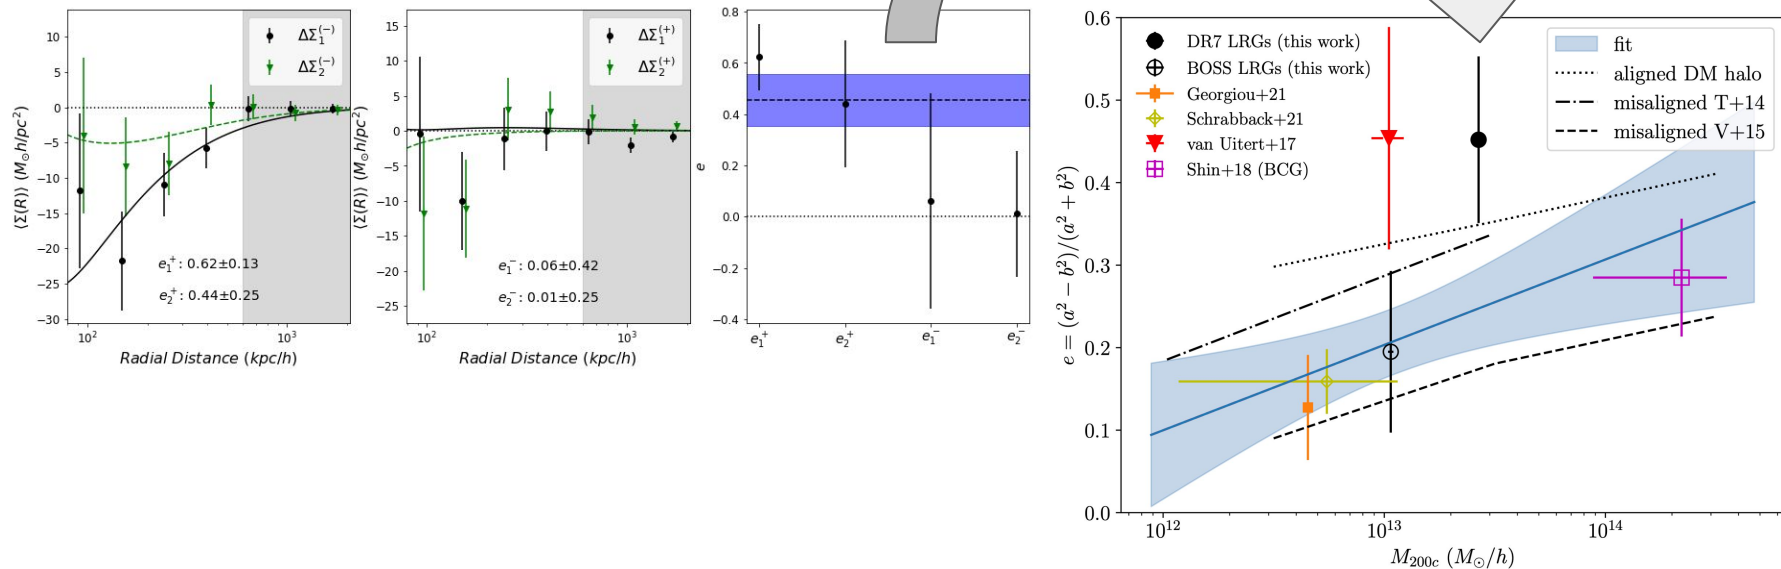 ΔΣ₁⁽⁻⁾
ΔΣ₂⁽⁻⁾
10
5
0
−5
−10
−15
−20
−25
−30
⟨Σ(R)⟩ (M⊙h/pc²)
e₁⁺: 0.62±0.13
e₂⁺: 0.44±0.25
10²
10³
Radial Distance (kpc/h)
ΔΣ₁⁽⁺⁾
ΔΣ₂⁽⁺⁾
15
10
5
0
−5
−10
−15
−20
−25
⟨Σ(R)⟩ (M⊙h/pc²)
e₁⁻: 0.06±0.42
e₂⁻: 0.01±0.25
10²
10³
Radial Distance (kpc/h)
0.8
0.6
0.4
0.2
0.0
−0.2
−0.4
e
e₁⁺
e₂⁺
e₁⁻
e₂⁻
DR7 LRGs (this work)
BOSS LRGs (this work)
Georgiou+21
Schrabback+21
van Uitert+17
Shin+18 (BCG)
fit
aligned DM halo
misaligned T+14
misaligned V+15
0.6
0.5
0.4
0.3
0.2
0.1
0.0
e = (a² − b²)/(a² + b²)
10¹²
10¹³
10¹⁴
M₂₀₀c (M⊙/h)